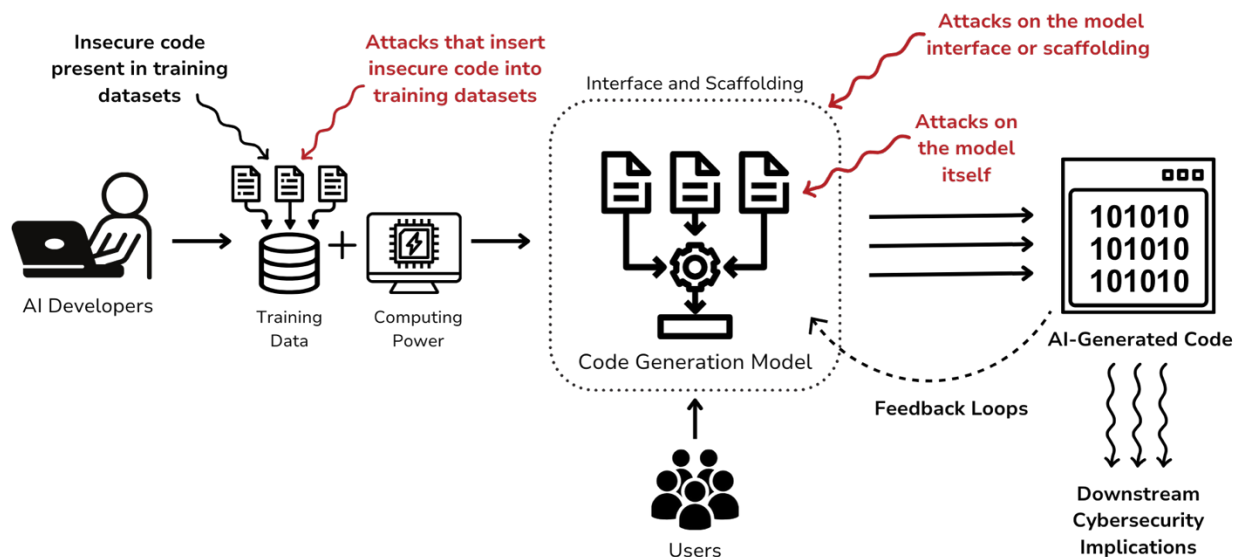 Insecure code
present in training
datasets
Attacks that insert
insecure code into
training datasets
Attacks on the model
interface or scaffolding
Interface and Scaffolding
Attacks on
the model
itself
AI Developers
Training
Data
Computing
Power
Code Generation Model
101010
101010
101010
AI-Generated Code
Feedback Loops
Users
Downstream
Cybersecurity
Implications